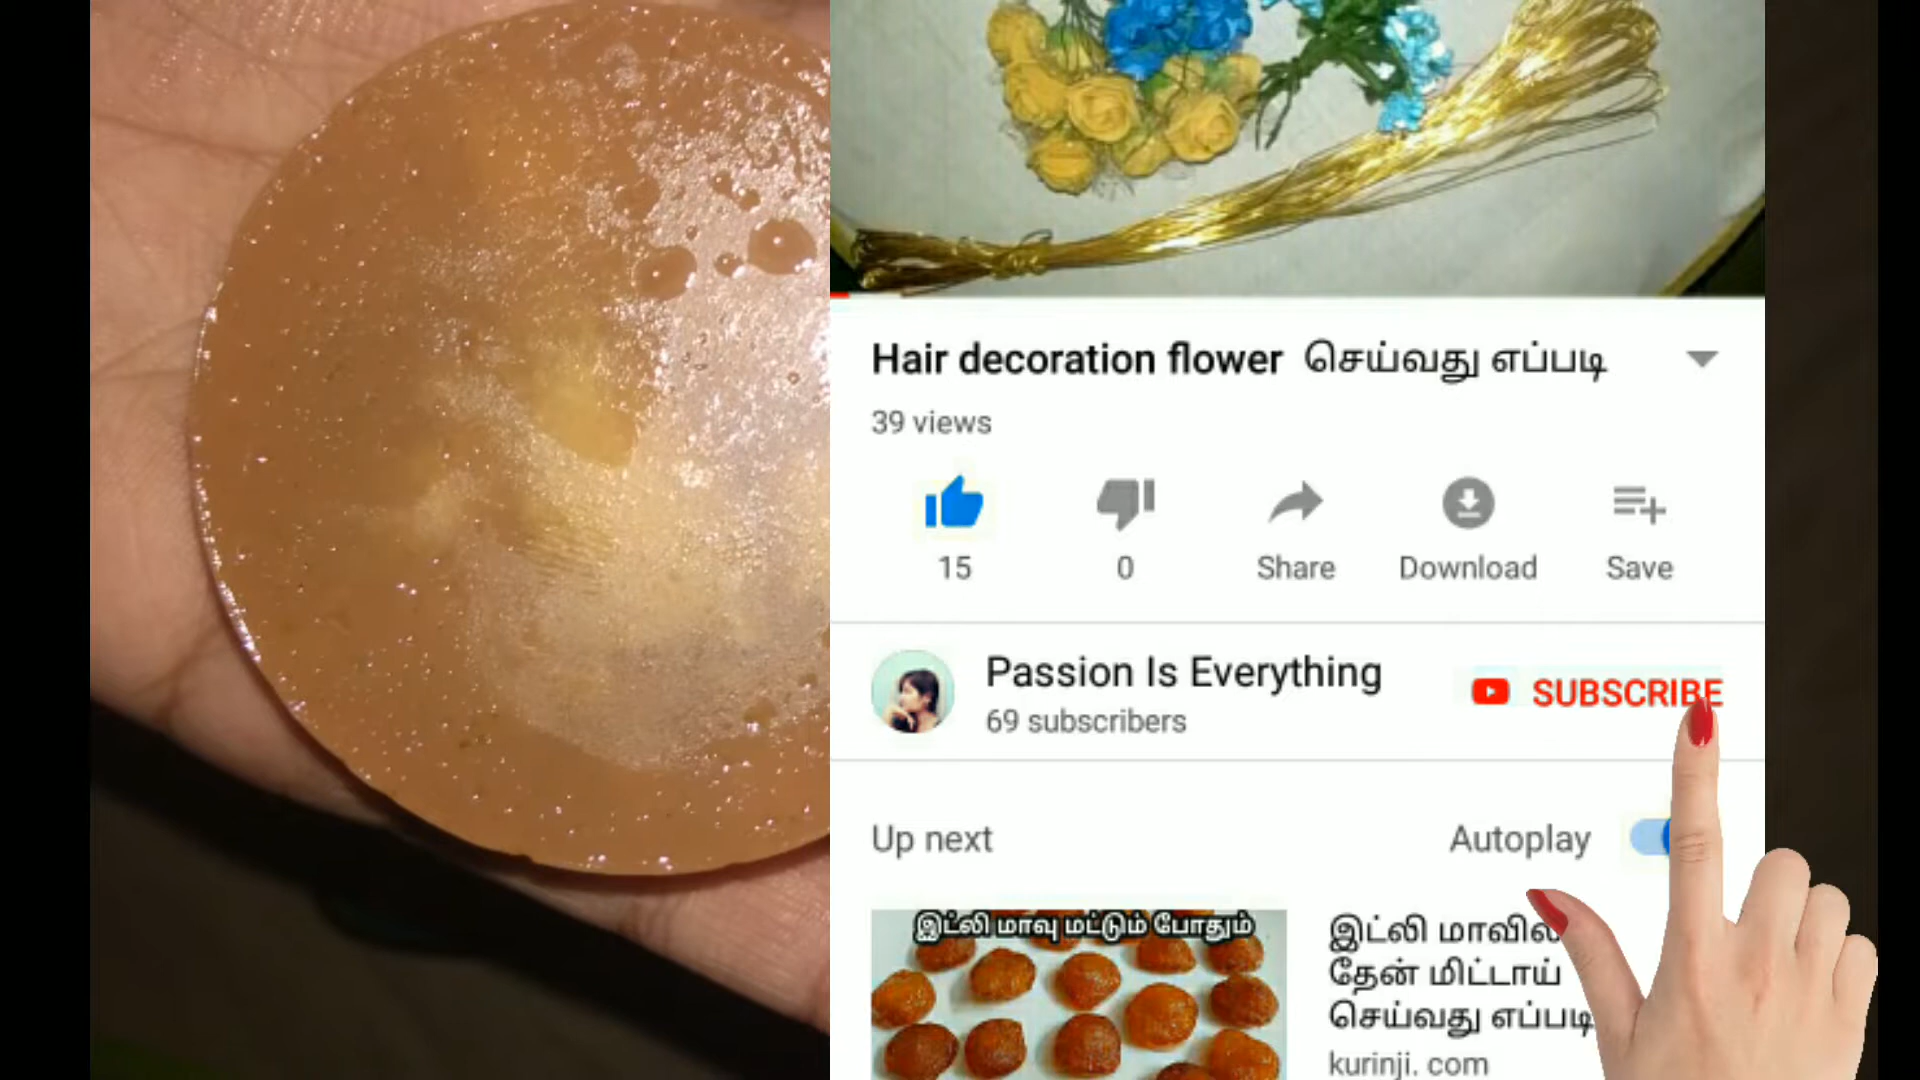 Hair decoration flower செய்வது எப்படி
39 views
15
0
Share
Download
Save
Passion Is Everything
69 subscribers
SUBSCRIBE
Up next
Autoplay
இட்லி மாவு மட்டும் போதும்
இட்லி மாவில்
தேன் மிட்டாய்
செய்வது எப்படி
kurinji. com